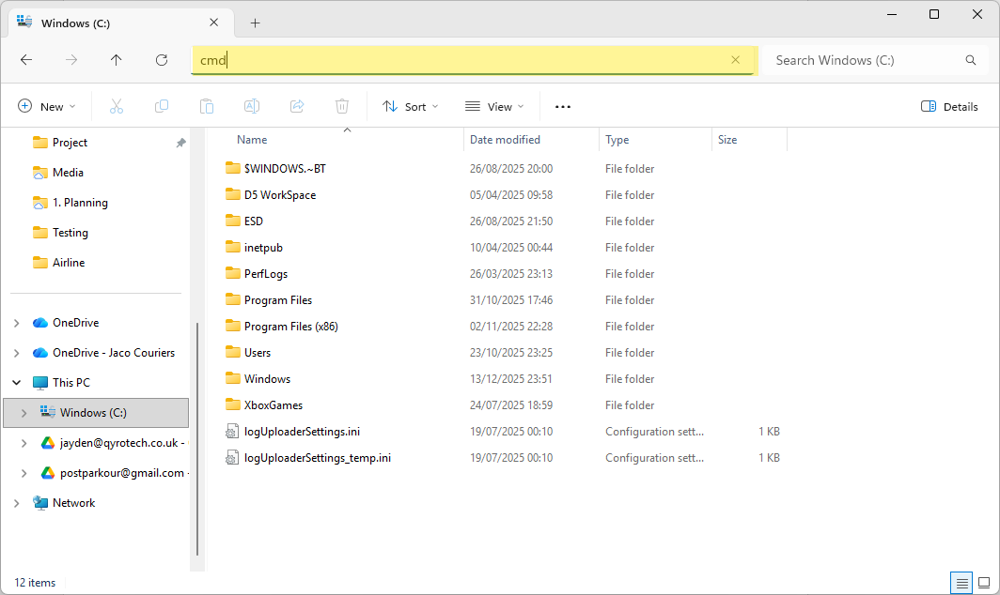 Windows (C:)
cmd
Search Windows (C:)
New
Sort
View
Details
Project
Media
1. Planning
Testing
Airline
OneDrive
OneDrive - Jaco Couriers
This PC
Windows (C:)
jayden@qyrotech.co.uk -
postparkour@gmail.com -
Network
Name Date modified Type Size
$WINDOWS.~BT 26/08/2025 20:00 File folder
D5 WorkSpace 05/04/2025 09:58 File folder
ESD 26/08/2025 21:50 File folder
inetpub 10/04/2025 00:44 File folder
PerfLogs 26/03/2025 23:13 File folder
Program Files 31/10/2025 17:46 File folder
Program Files (x86) 02/11/2025 22:28 File folder
Users 23/10/2025 23:25 File folder
Windows 13/12/2025 23:51 File folder
XboxGames 24/07/2025 18:59 File folder
logUploaderSettings.ini 19/07/2025 00:10 Configuration sett... 1 KB
logUploaderSettings_temp.ini 19/07/2025 00:10 Configuration sett... 1 KB
12 items